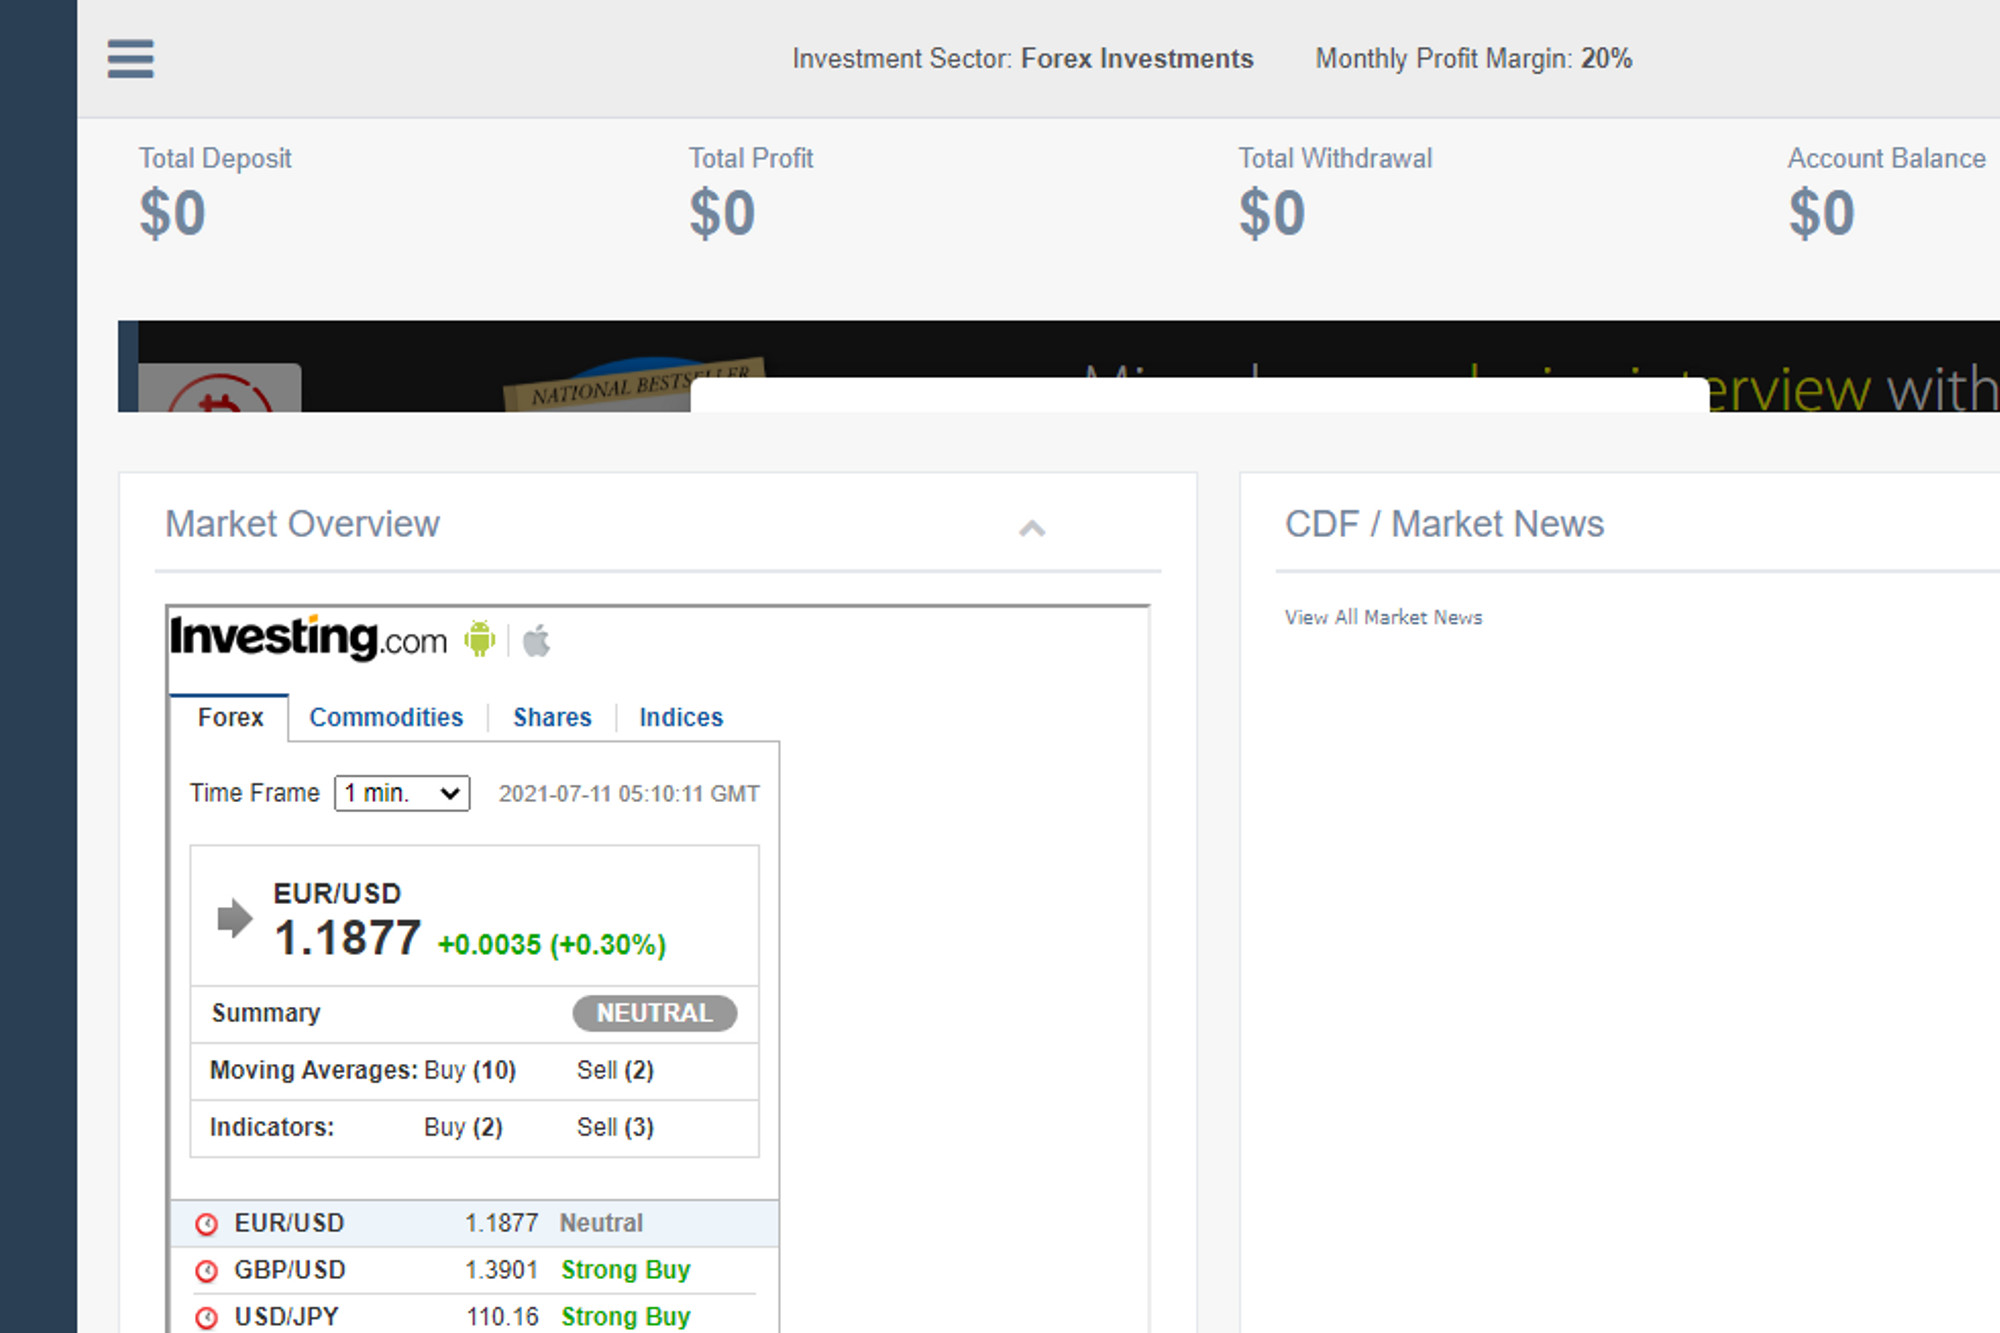 Investment Sector: Forex Investments Monthly Profit Margin: 20%
Total Deposit Total Profit Total Withdrawal Account Balance
$0 $0 $0 $0
NATIONAL BESTSELLER
with
Market Overview
CDF / Market News
View All Market News
Investing.com
Forex Commodities Shares Indices
Time Frame 1 min. 2021-07-11 05:10:11 GMT
EUR/USD
1.1877 +0.0035 (+0.30%)
Summary NEUTRAL
Moving Averages: Buy (10) Sell (2)
Indicators: Buy (2) Sell (3)
EUR/USD 1.1877 Neutral
GBP/USD 1.3901 Strong Buy
USD/JPY 110.16 Strong Buy